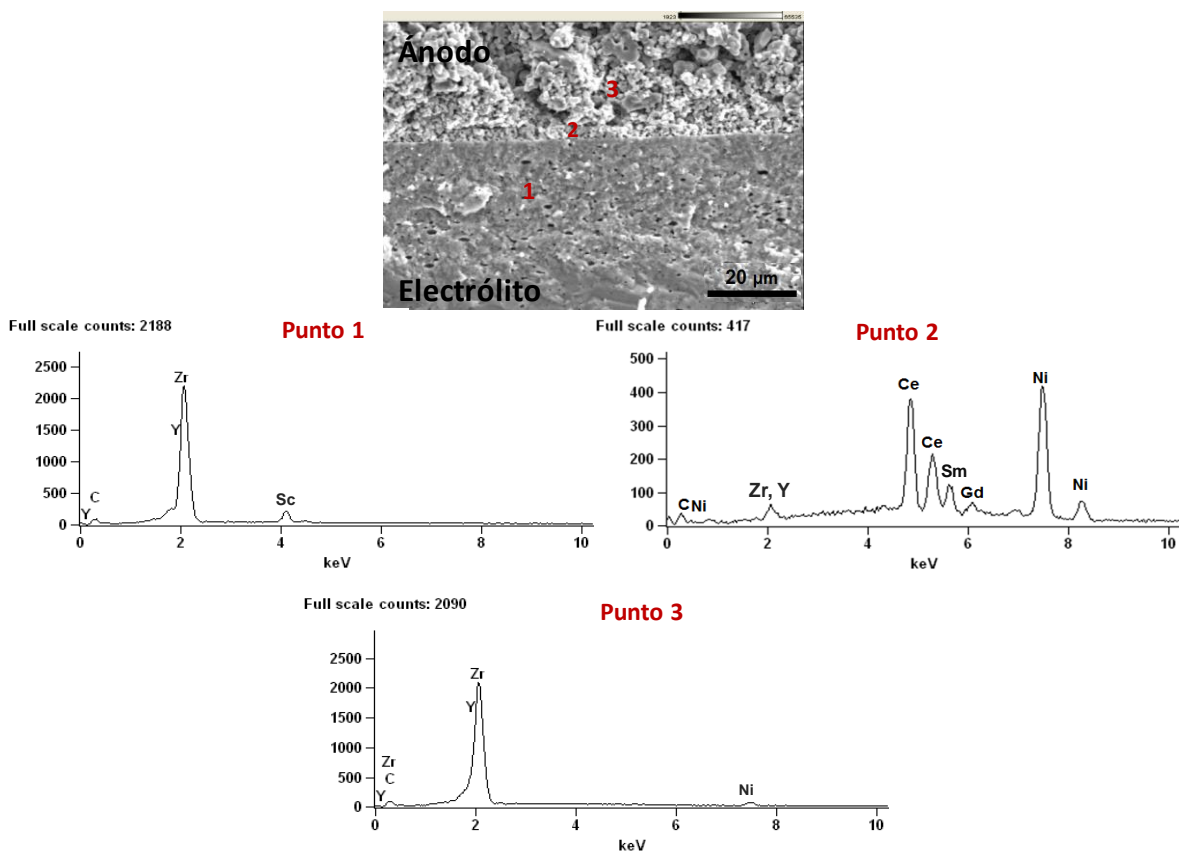 1823 65535
Ánodo
3
2
1
20 µm
Electrólito
Full scale counts: 2188 Punto 1
2500
2000
1500
1000
500
0
Zr
Y
C
Y
Sc
0 2 4 6 8 10
keV
Full scale counts: 417 Punto 2
500
400
300
200
100
0
Ce
Ni
Ce
Sm
Zr, Y
Gd
C Ni
Ni
0 2 4 6 8 10
keV
Full scale counts: 2090 Punto 3
2500
2000
1500
1000
500
0
Zr
Y
Zr
C
Y
Ni
0 2 4 6 8 10
keV